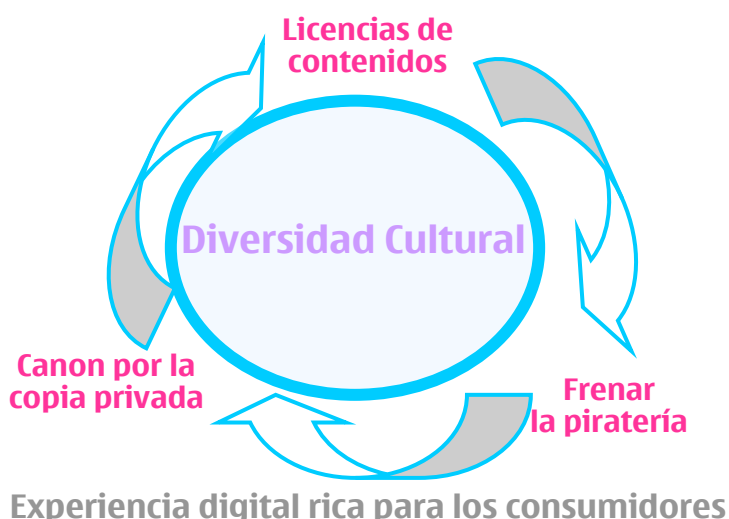 Licencias de
contenidos
Diversidad Cultural
Canon por la
copia privada
Frenar
la piratería
Experiencia digital rica para los consumidores